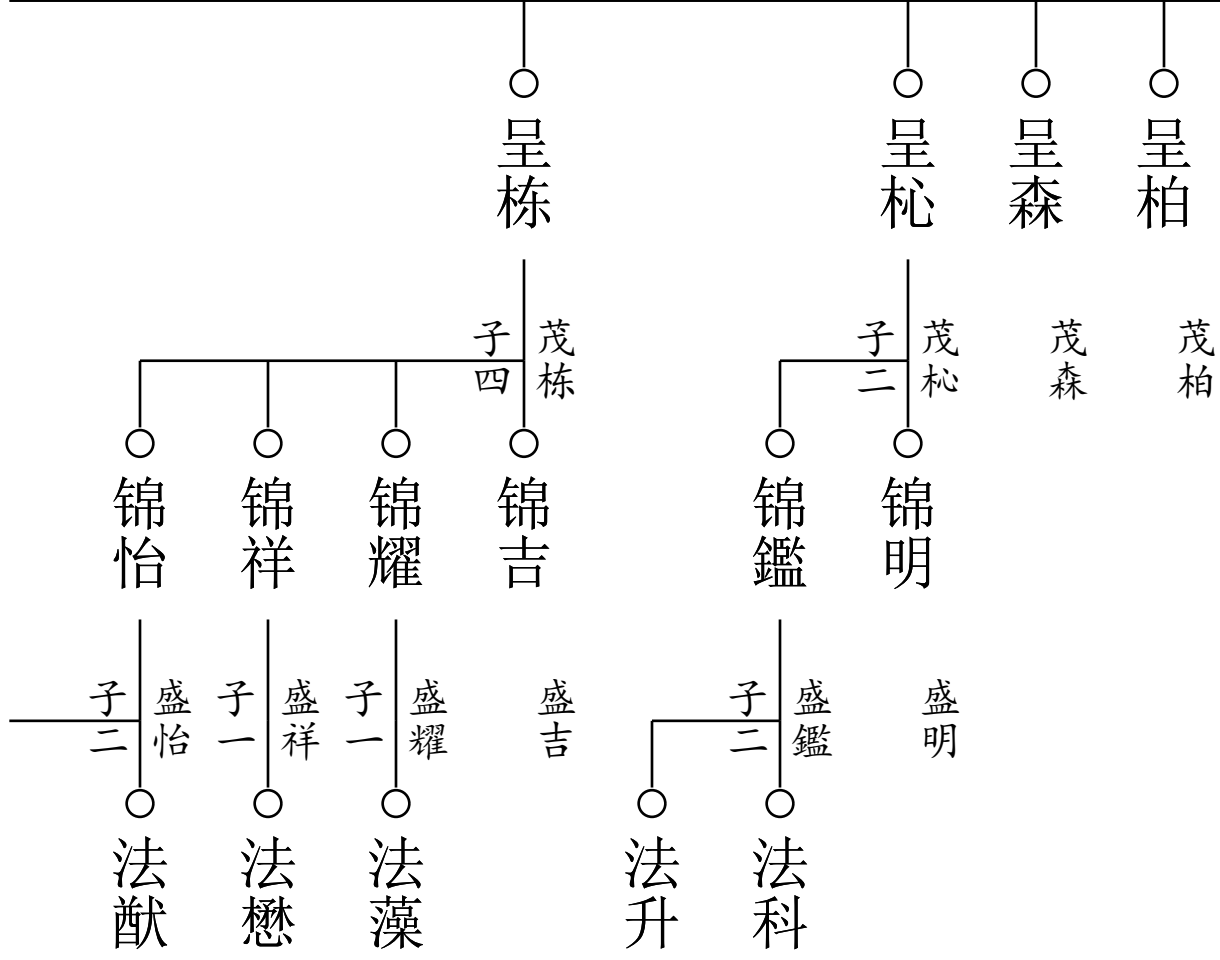 呈柏
呈森
呈杺
呈栋
茂柏
茂森
茂杺
子二
茂栋
子四
锦明
锦鑑
锦吉
锦耀
锦祥
锦怡
盛明
盛鑑
子二
盛吉
盛耀
子一
盛祥
子一
盛怡
子二
法科
法升
法藻
法懋
法猷